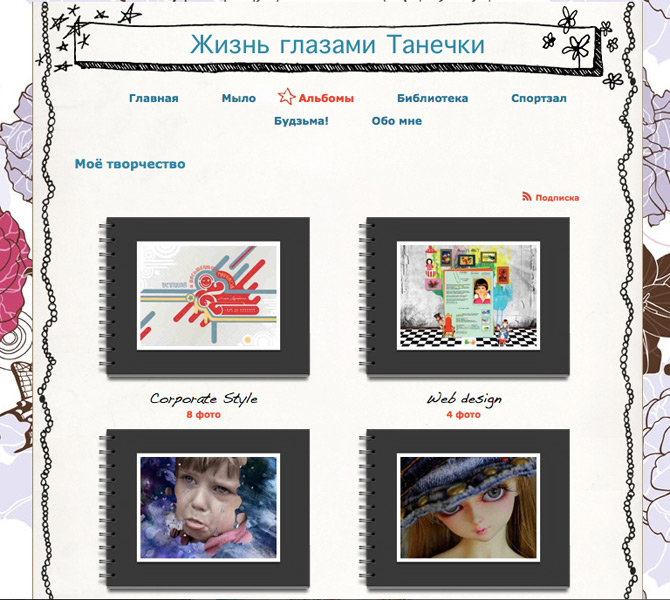 Жизнь глазами Танечки
Главная Мыло Альбомы Библиотека Спортзал
Будзьма! Обо мне
Моё творчество
Подписка
Corporate Style
8 фото
Web design
4 фото